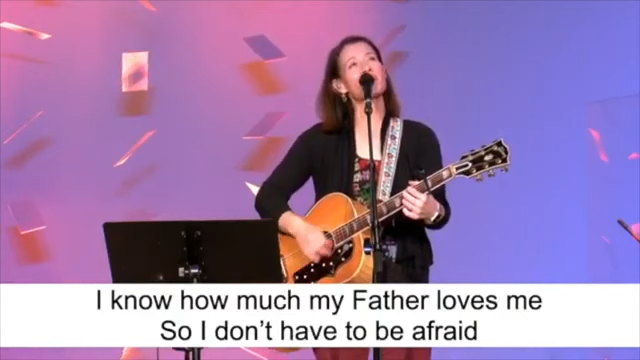 I know how much my Father loves me
So I don't have to be afraid